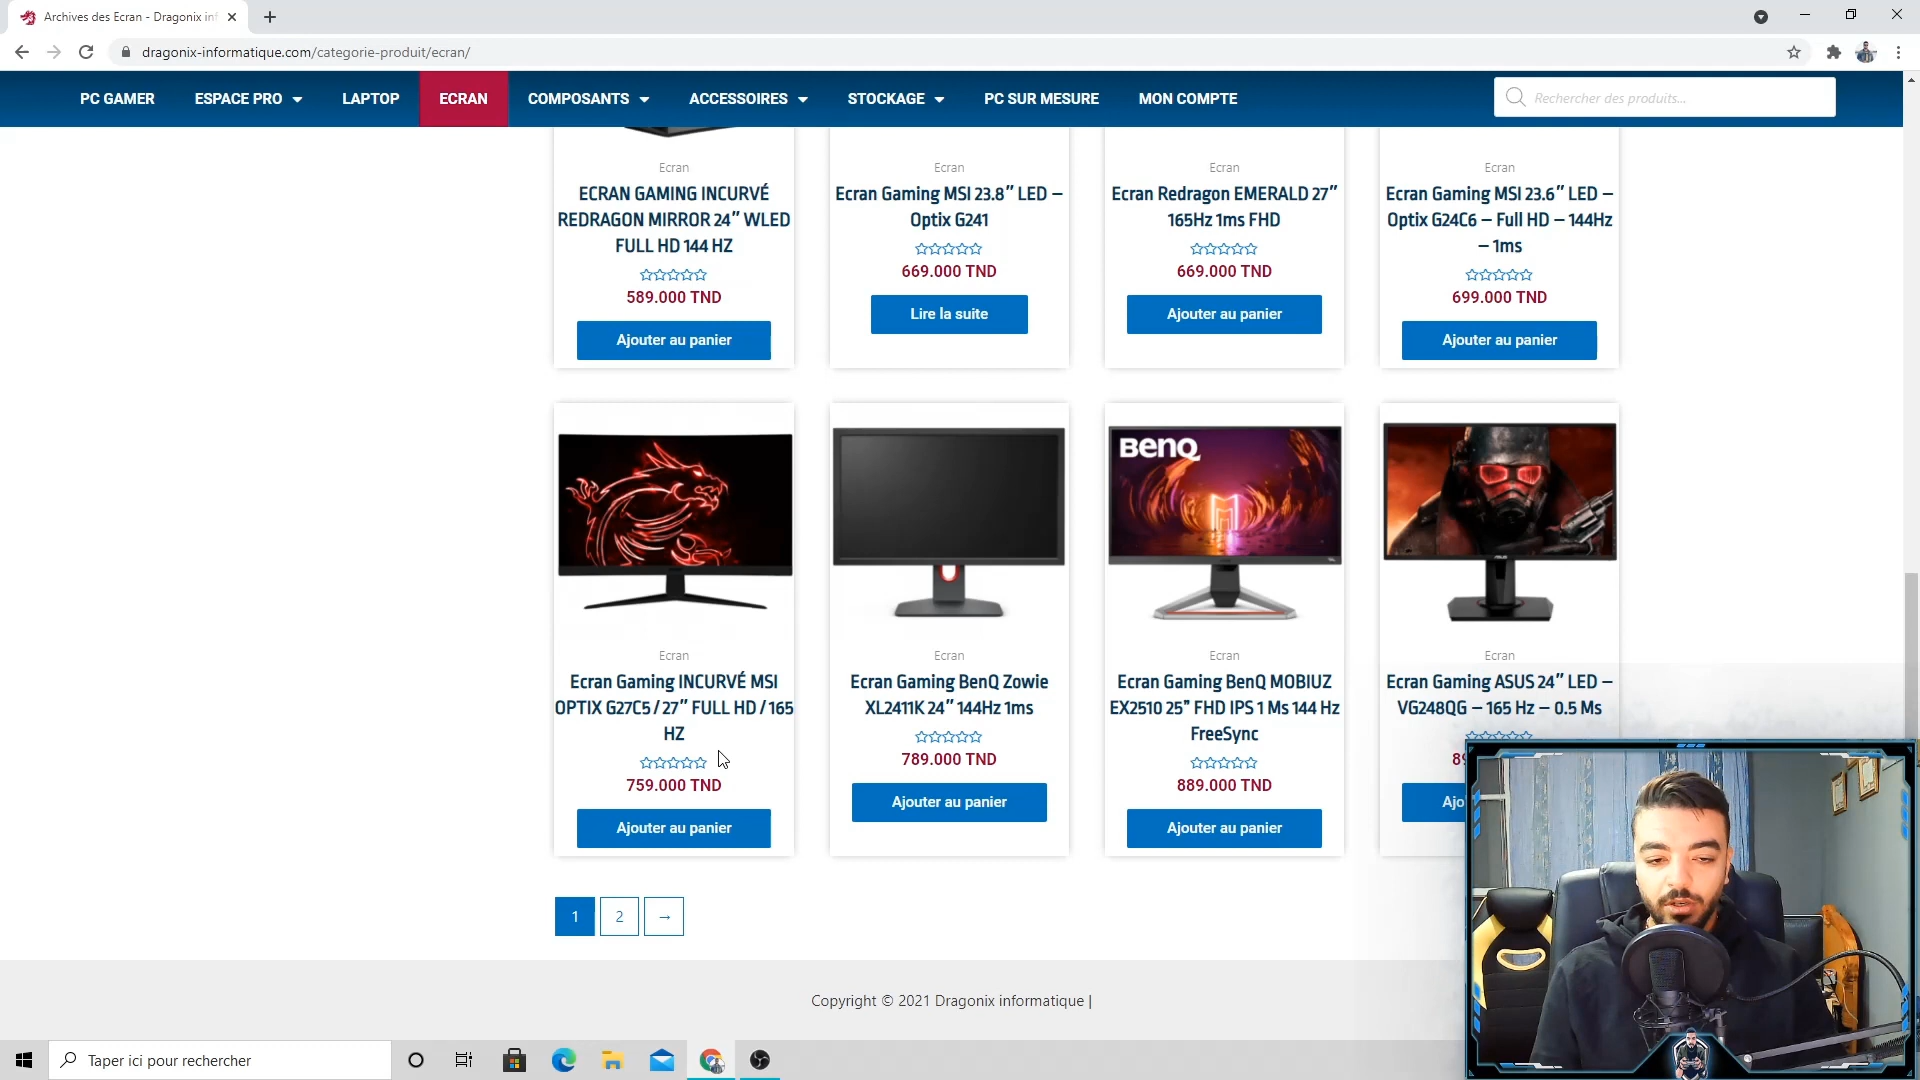 Archives des Ecran - Dragonix inf
dragonix-informatique.com/categorie-produit/ecran/
PC GAMER ESPACE PRO LAPTOP ECRAN COMPOSANTS ACCESSOIRES STOCKAGE PC SUR MESURE MON COMPTE
Rechercher des produits...
Ecran
ECRAN GAMING INCURVÉ
REDRAGON MIRROR 24″ WLED
FULL HD 144 HZ
589.000 TND
Ajouter au panier
Ecran
Ecran Gaming MSI 23.8″ LED –
Optix G241
669.000 TND
Lire la suite
Ecran
Ecran Redragon EMERALD 27″
165Hz 1ms FHD
669.000 TND
Ajouter au panier
Ecran
Ecran Gaming MSI 23.6″ LED –
Optix G24C6 – Full HD – 144Hz
– 1ms
699.000 TND
Ajouter au panier
Ecran
Ecran Gaming INCURVÉ MSI
OPTIX G27C5 / 27″ FULL HD / 165
HZ
759.000 TND
Ajouter au panier
Ecran
Ecran Gaming BenQ Zowie
XL2411K 24″ 144Hz 1ms
789.000 TND
Ajouter au panier
BenQ
Ecran
Ecran Gaming BenQ MOBIUZ
EX2510 25” FHD IPS 1 Ms 144 Hz
FreeSync
889.000 TND
Ajouter au panier
Ecran
Ecran Gaming ASUS 24″ LED –
VG248QG – 165 Hz – 0.5 Ms
89
Ajo
1 2 →
Copyright © 2021 Dragonix informatique |
Taper ici pour rechercher